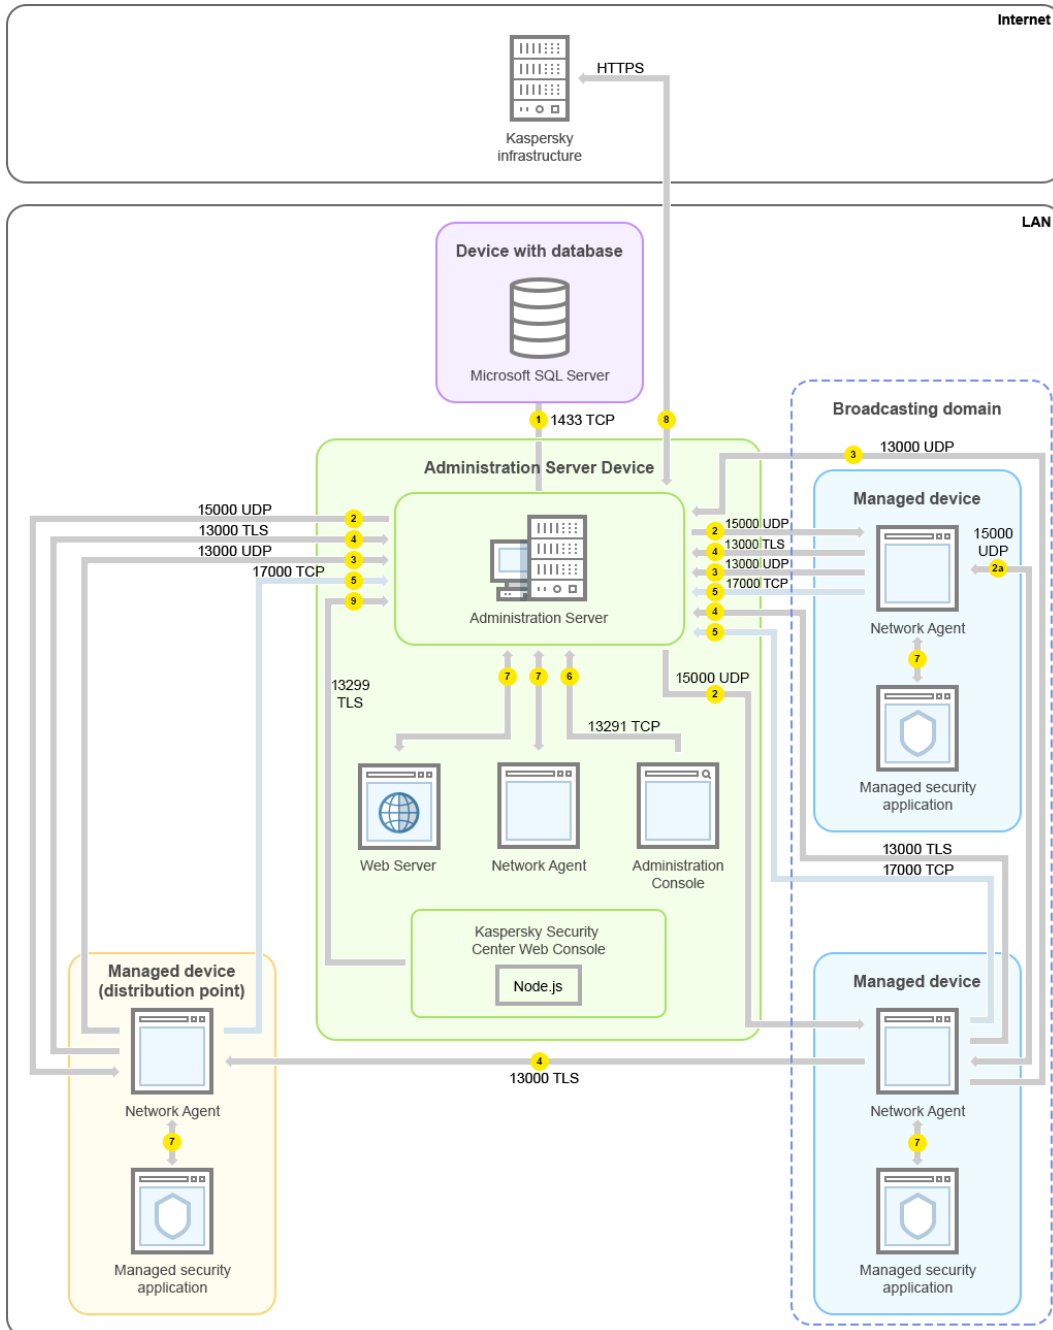 Internet
HTTPS
Kaspersky
infrastructure
LAN
Device with database
Microsoft SQL Server
1 1433 TCP
8
Broadcasting domain
13000 UDP
3
Administration Server Device
Managed device
15000 UDP
2
13000 TLS
4
13000 UDP
3
17000 TCP
5
9
2 15000 UDP
4 13000 TLS
3 13000 UDP
5 17000 TCP
4
5
15000
UDP
2a
Administration Server
Network Agent
7
13299
TLS
7
7
6
15000 UDP
2
13291 TCP
Managed security
application
Web Server
Network Agent
Administration
Console
13000 TLS
17000 TCP
Kaspersky Security
Center Web Console
Node.js
Managed device
(distribution point)
Managed device
4
13000 TLS
Network Agent
Network Agent
7
7
Managed security
application
Managed security
application